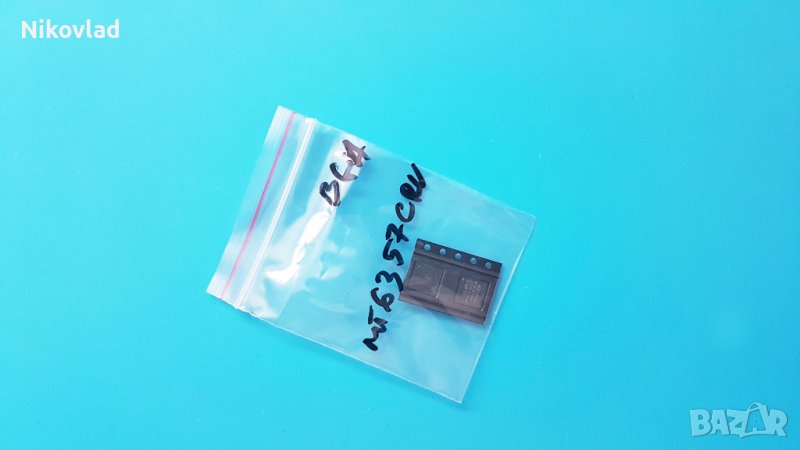 Nikovlad
BGA
MT6357CRV
BAZAR